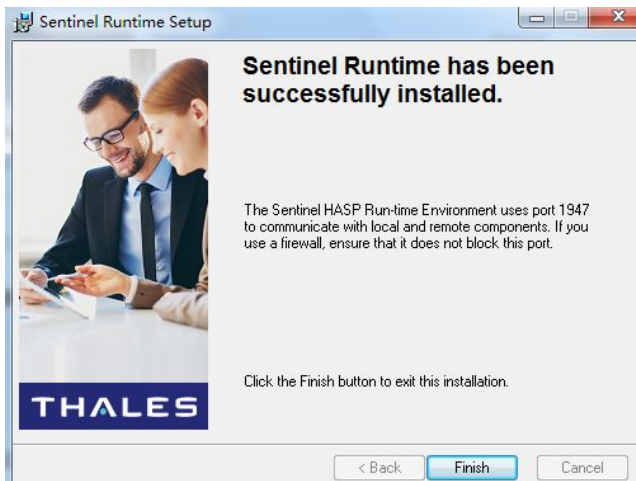 Sentinel Runtime Setup
Sentinel Runtime has been
successfully installed.
The Sentinel HASP Run-time Environment uses port 1947
to communicate with local and remote components. If you
use a firewall, ensure that it does not block this port.
Click the Finish button to exit this installation.
THALES
< Back
Finish
Cancel